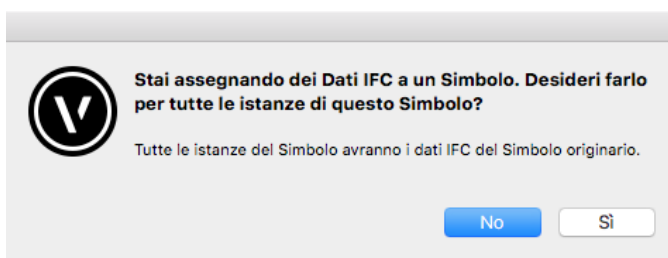 Stai assegnando dei Dati IFC a un Simbolo. Desideri farlo
per tutte le istanze di questo Simbolo?
Tutte le istanze del Simbolo avranno i dati IFC del Simbolo originario.
No
Sì